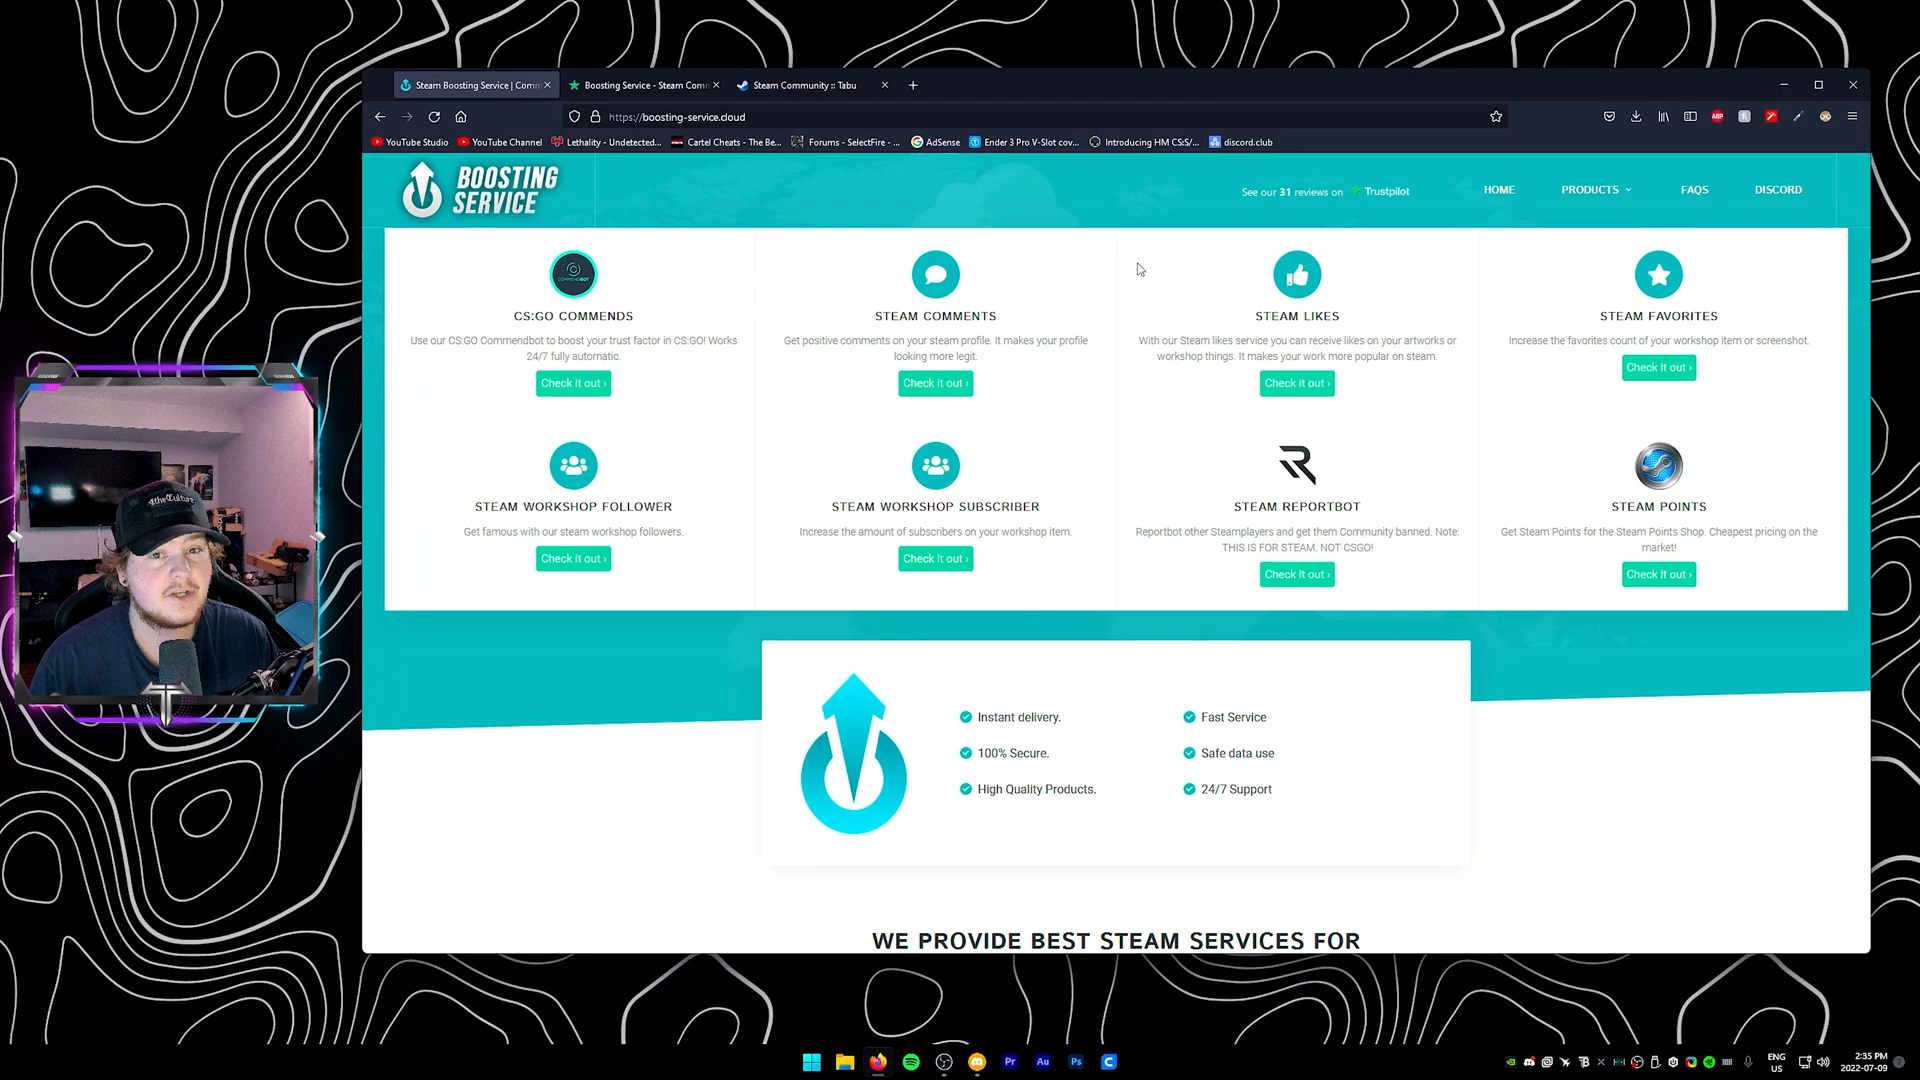 Steam Boosting Service | Comm
Boosting Service - Steam Com
Steam Community :: Tabu
https://boosting-service.cloud
YouTube Studio
YouTube Channel
Lethality - Undetected...
Cartel Cheats - The Be...
Forums - SelectFire - ...
AdSense
Ender 3 Pro V-Slot cov...
Introducing HM CS:S/...
discord.club
BOOSTING
SERVICE
See our 31 reviews on Trustpilot
HOME
PRODUCTS
FAQS
DISCORD
CS:GO COMMENDS
Use our CS:GO Commendbot to boost your trust factor in CS:GO! Works
24/7 fully automatic.
Check it out ›
STEAM COMMENTS
Get positive comments on your steam profile. It makes your profile
looking more legit.
Check it out ›
STEAM LIKES
With our Steam likes service you can receive likes on your artworks or
workshop things. It makes your work more popular on steam.
Check it out ›
STEAM FAVORITES
Increase the favorites count of your workshop item or screenshot.
Check it out ›
STEAM WORKSHOP FOLLOWER
Get famous with our steam workshop followers.
Check it out ›
STEAM WORKSHOP SUBSCRIBER
Increase the amount of subscribers on your workshop item.
Check it out ›
STEAM REPORTBOT
Reportbot other Steamplayers and get them Community banned. Note:
THIS IS FOR STEAM. NOT CSGO!
Check it out ›
STEAM POINTS
Get Steam Points for the Steam Points Shop. Cheapest pricing on the
market!
Check it out ›
Instant delivery.
Fast Service
100% Secure.
Safe data use
High Quality Products.
24/7 Support
WE PROVIDE BEST STEAM SERVICES FOR
ABP
Pr
Au
Ps
ENG
US
2:35 PM
2022-07-09